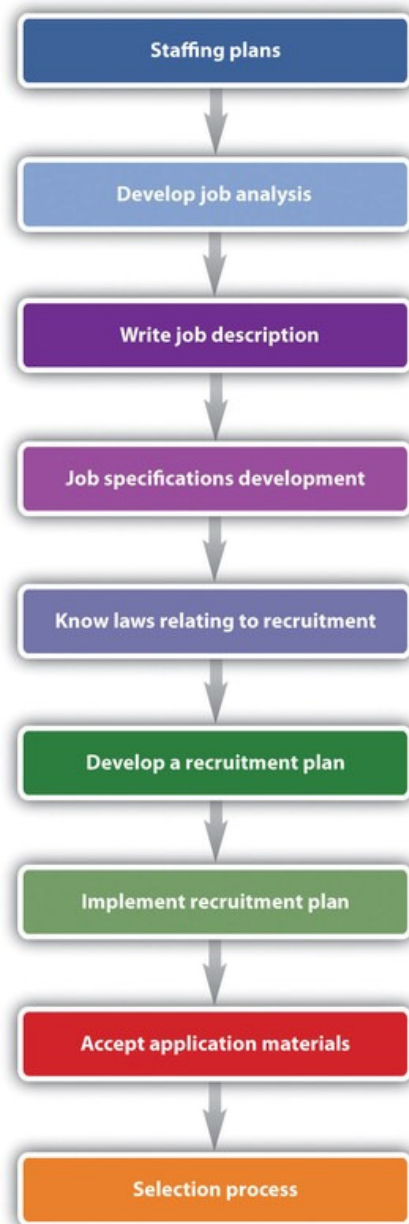 Staffing plans
Develop job analysis
Write job description
Job specifications development
Know laws relating to recruitment
Develop a recruitment plan
Implement recruitment plan
Accept application materials
Selection process